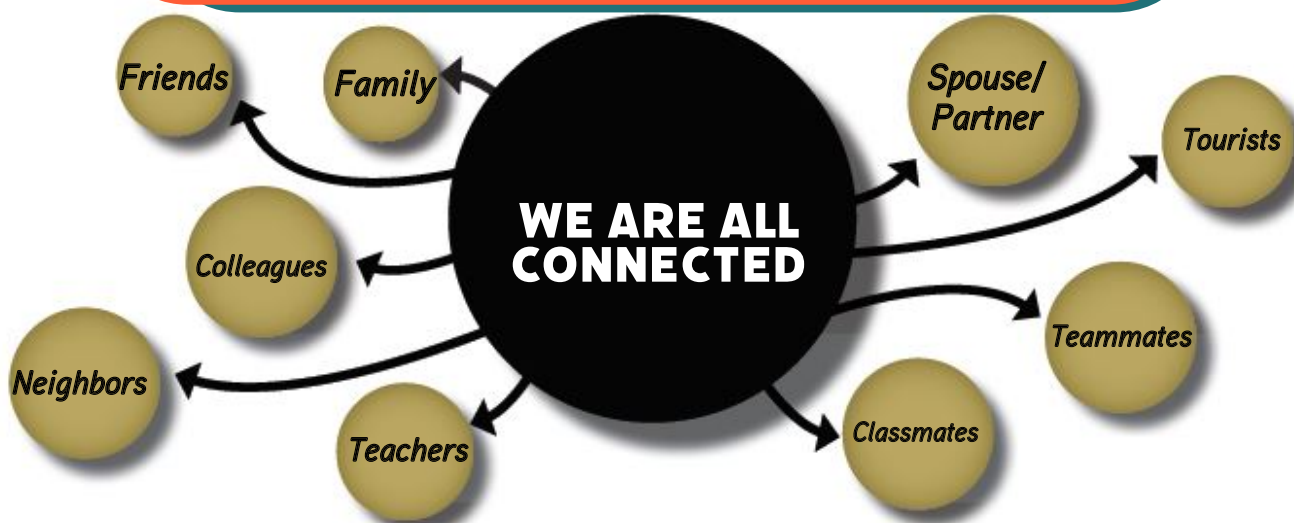 Friends
Family
Spouse/
Partner
Tourists
WE ARE ALL
CONNECTED
Colleagues
Teammates
Neighbors
Teachers
Classmates